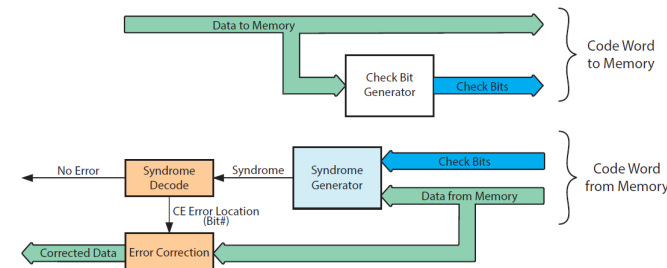 Data to Memory
Code Word
to Memory
Check Bit
Generator
Check Bits
Check Bits
Code Word
from Memory
No Error
Syndrome
Decode
Syndrome
Syndrome
Generator
Data from Memory
CE Error Location
(Bit#)
Corrected Data
Error Correction